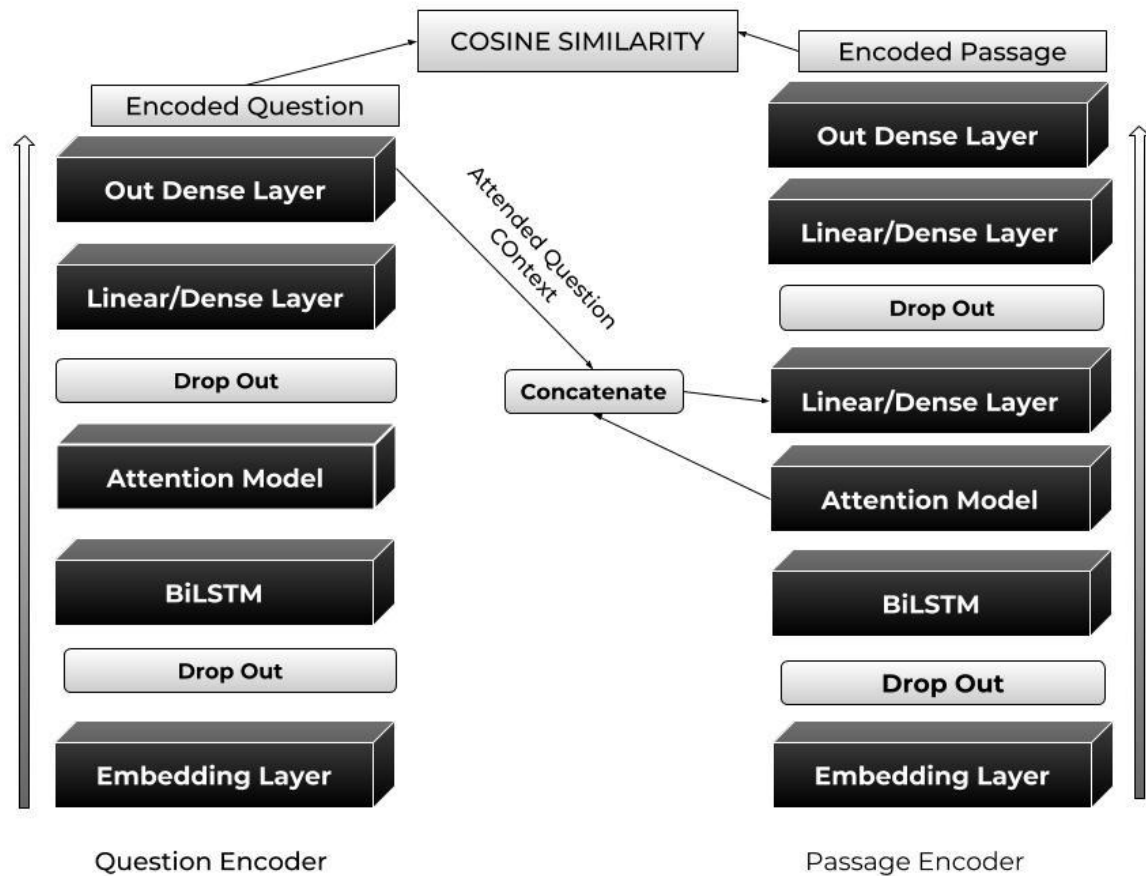 COSINE SIMILARITY
Encoded Question
Out Dense Layer
Linear/Dense Layer
Drop Out
Attention Model
BiLSTM
Drop Out
Embedding Layer
Question Encoder
Attended Question
COntext
Concatenate
Encoded Passage
Out Dense Layer
Linear/Dense Layer
Drop Out
Linear/Dense Layer
Attention Model
BiLSTM
Drop Out
Embedding Layer
Passage Encoder